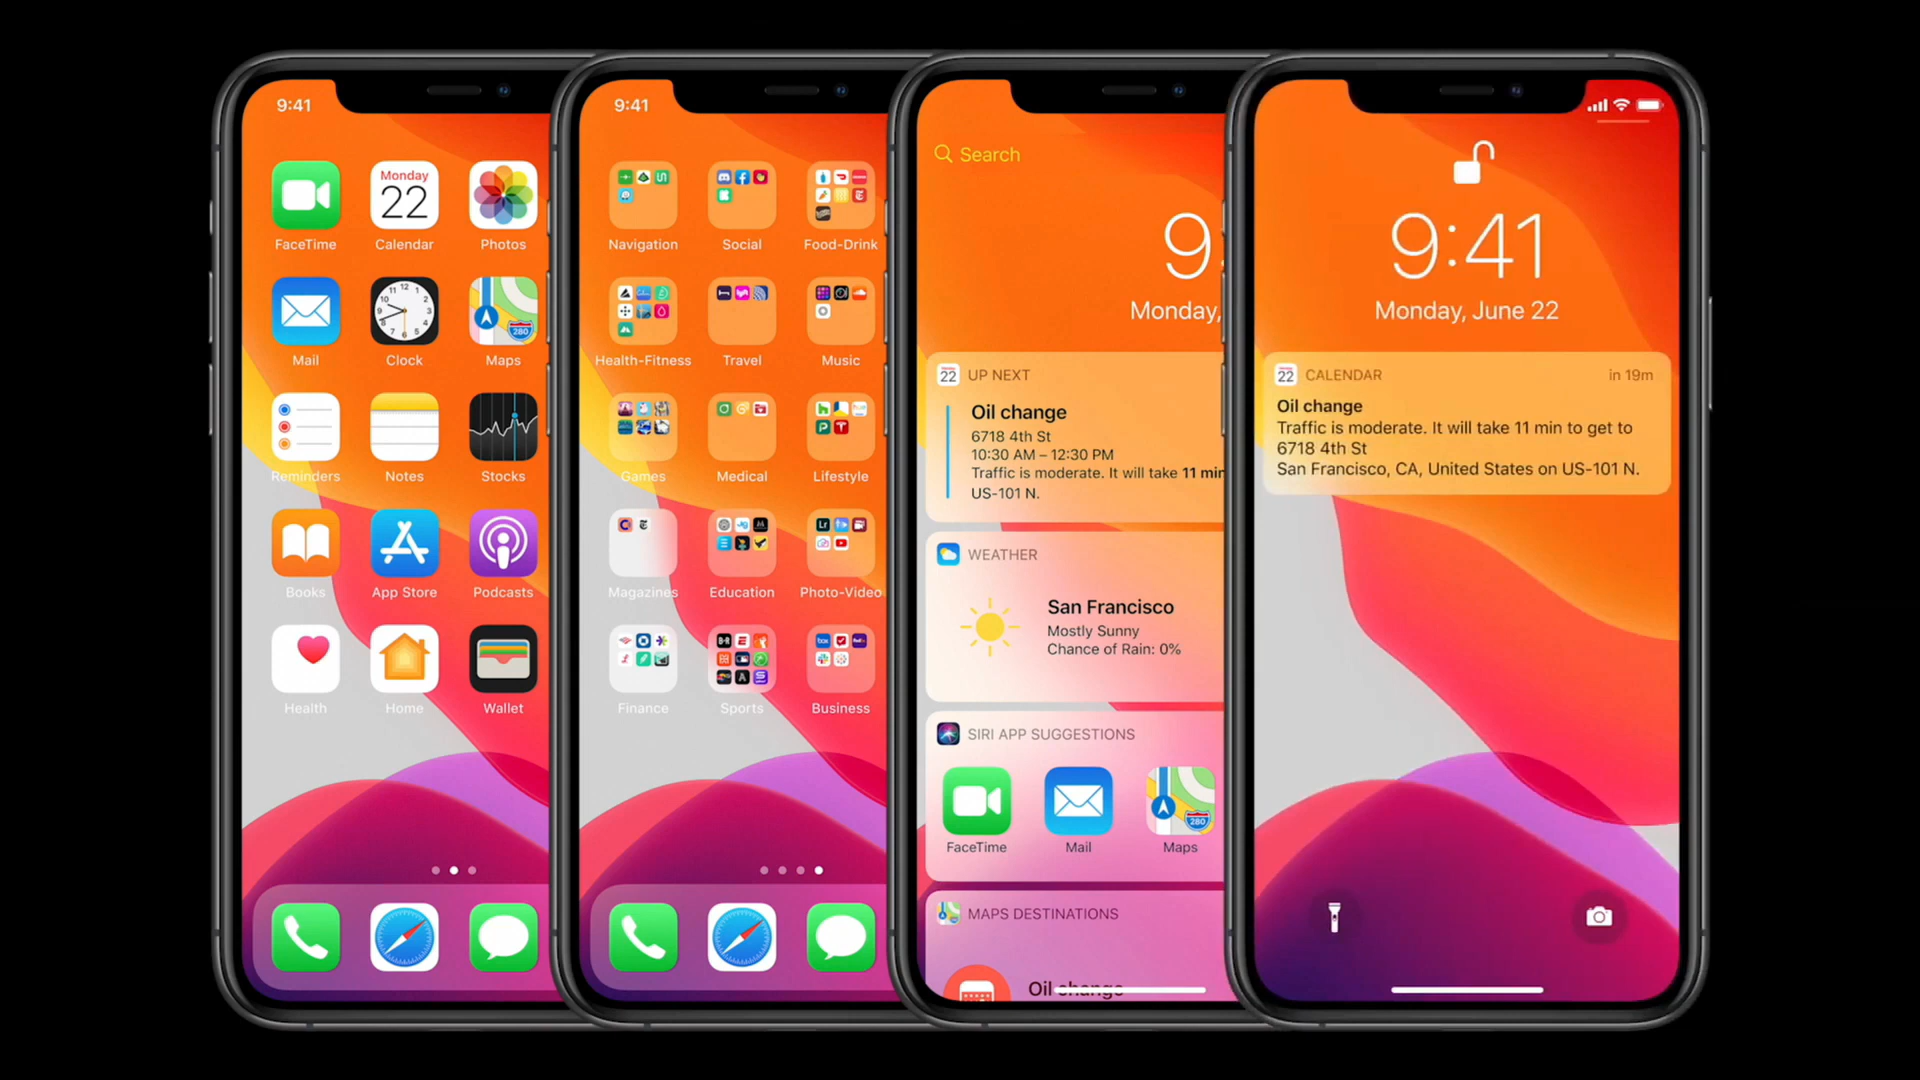 9:41
Monday
22
FaceTime
Calendar
Photos
280
Mail
Clock
Maps
Reminders
Notes
Stocks
Books
App Store
Podcasts
Health
Home
Wallet
9:41
Navigation
Social
Food-Drink
Health-Fitness
Travel
Music
Games
Medical
Lifestyle
Magazines
Education
Photo-Video
Finance
Sports
Business
Search
9
Monday,
22 UP NEXT
Oil change
6718 4th St
10:30 AM – 12:30 PM
Traffic is moderate. It will take 11 min
US-101 N.
WEATHER
San Francisco
Mostly Sunny
Chance of Rain: 0%
SIRI APP SUGGESTIONS
280
FaceTime
Mail
Maps
MAPS DESTINATIONS
Oil change
9:41
Monday, June 22
22 CALENDAR
in 19m
Oil change
Traffic is moderate. It will take 11 min to get to
6718 4th St
San Francisco, CA, United States on US-101 N.